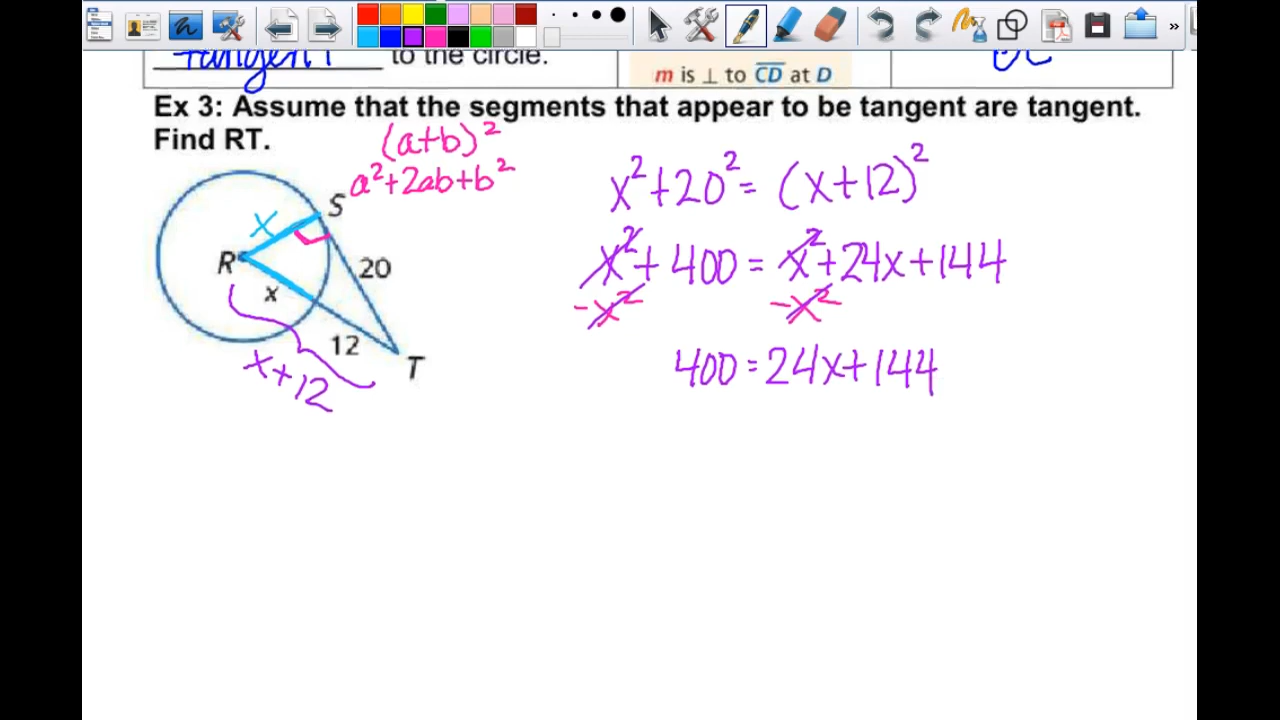 tangent to the circle.
m is ⊥ to C͞D͞ at D
Ex 3: Assume that the segments that appear to be tangent are tangent.
Find RT.
(a+b)²
a²+2ab+b²
S
x
R
20
x
12
T
x+12
x²+20²= (x+12)²
x²+ 400 = x²+24x+144
-x² -x²
400=24x+144
»